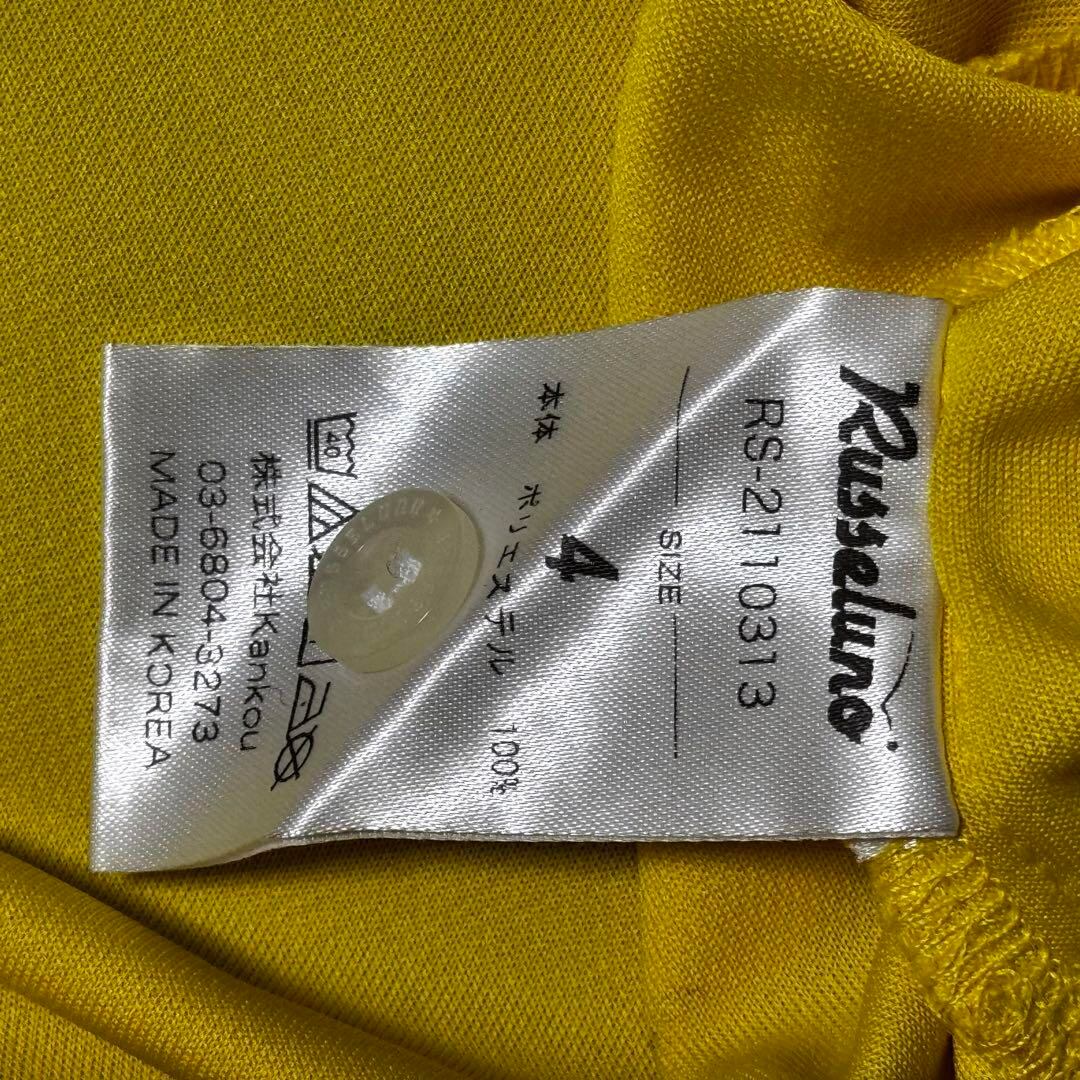 Russeluno
RS-2110313
SIZE
4
本体 ポリエステル 100%
40
株式会社Kankou
03-6804-3273
MADE IN KOREA